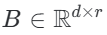 B ∈ ℝ^{d×r}